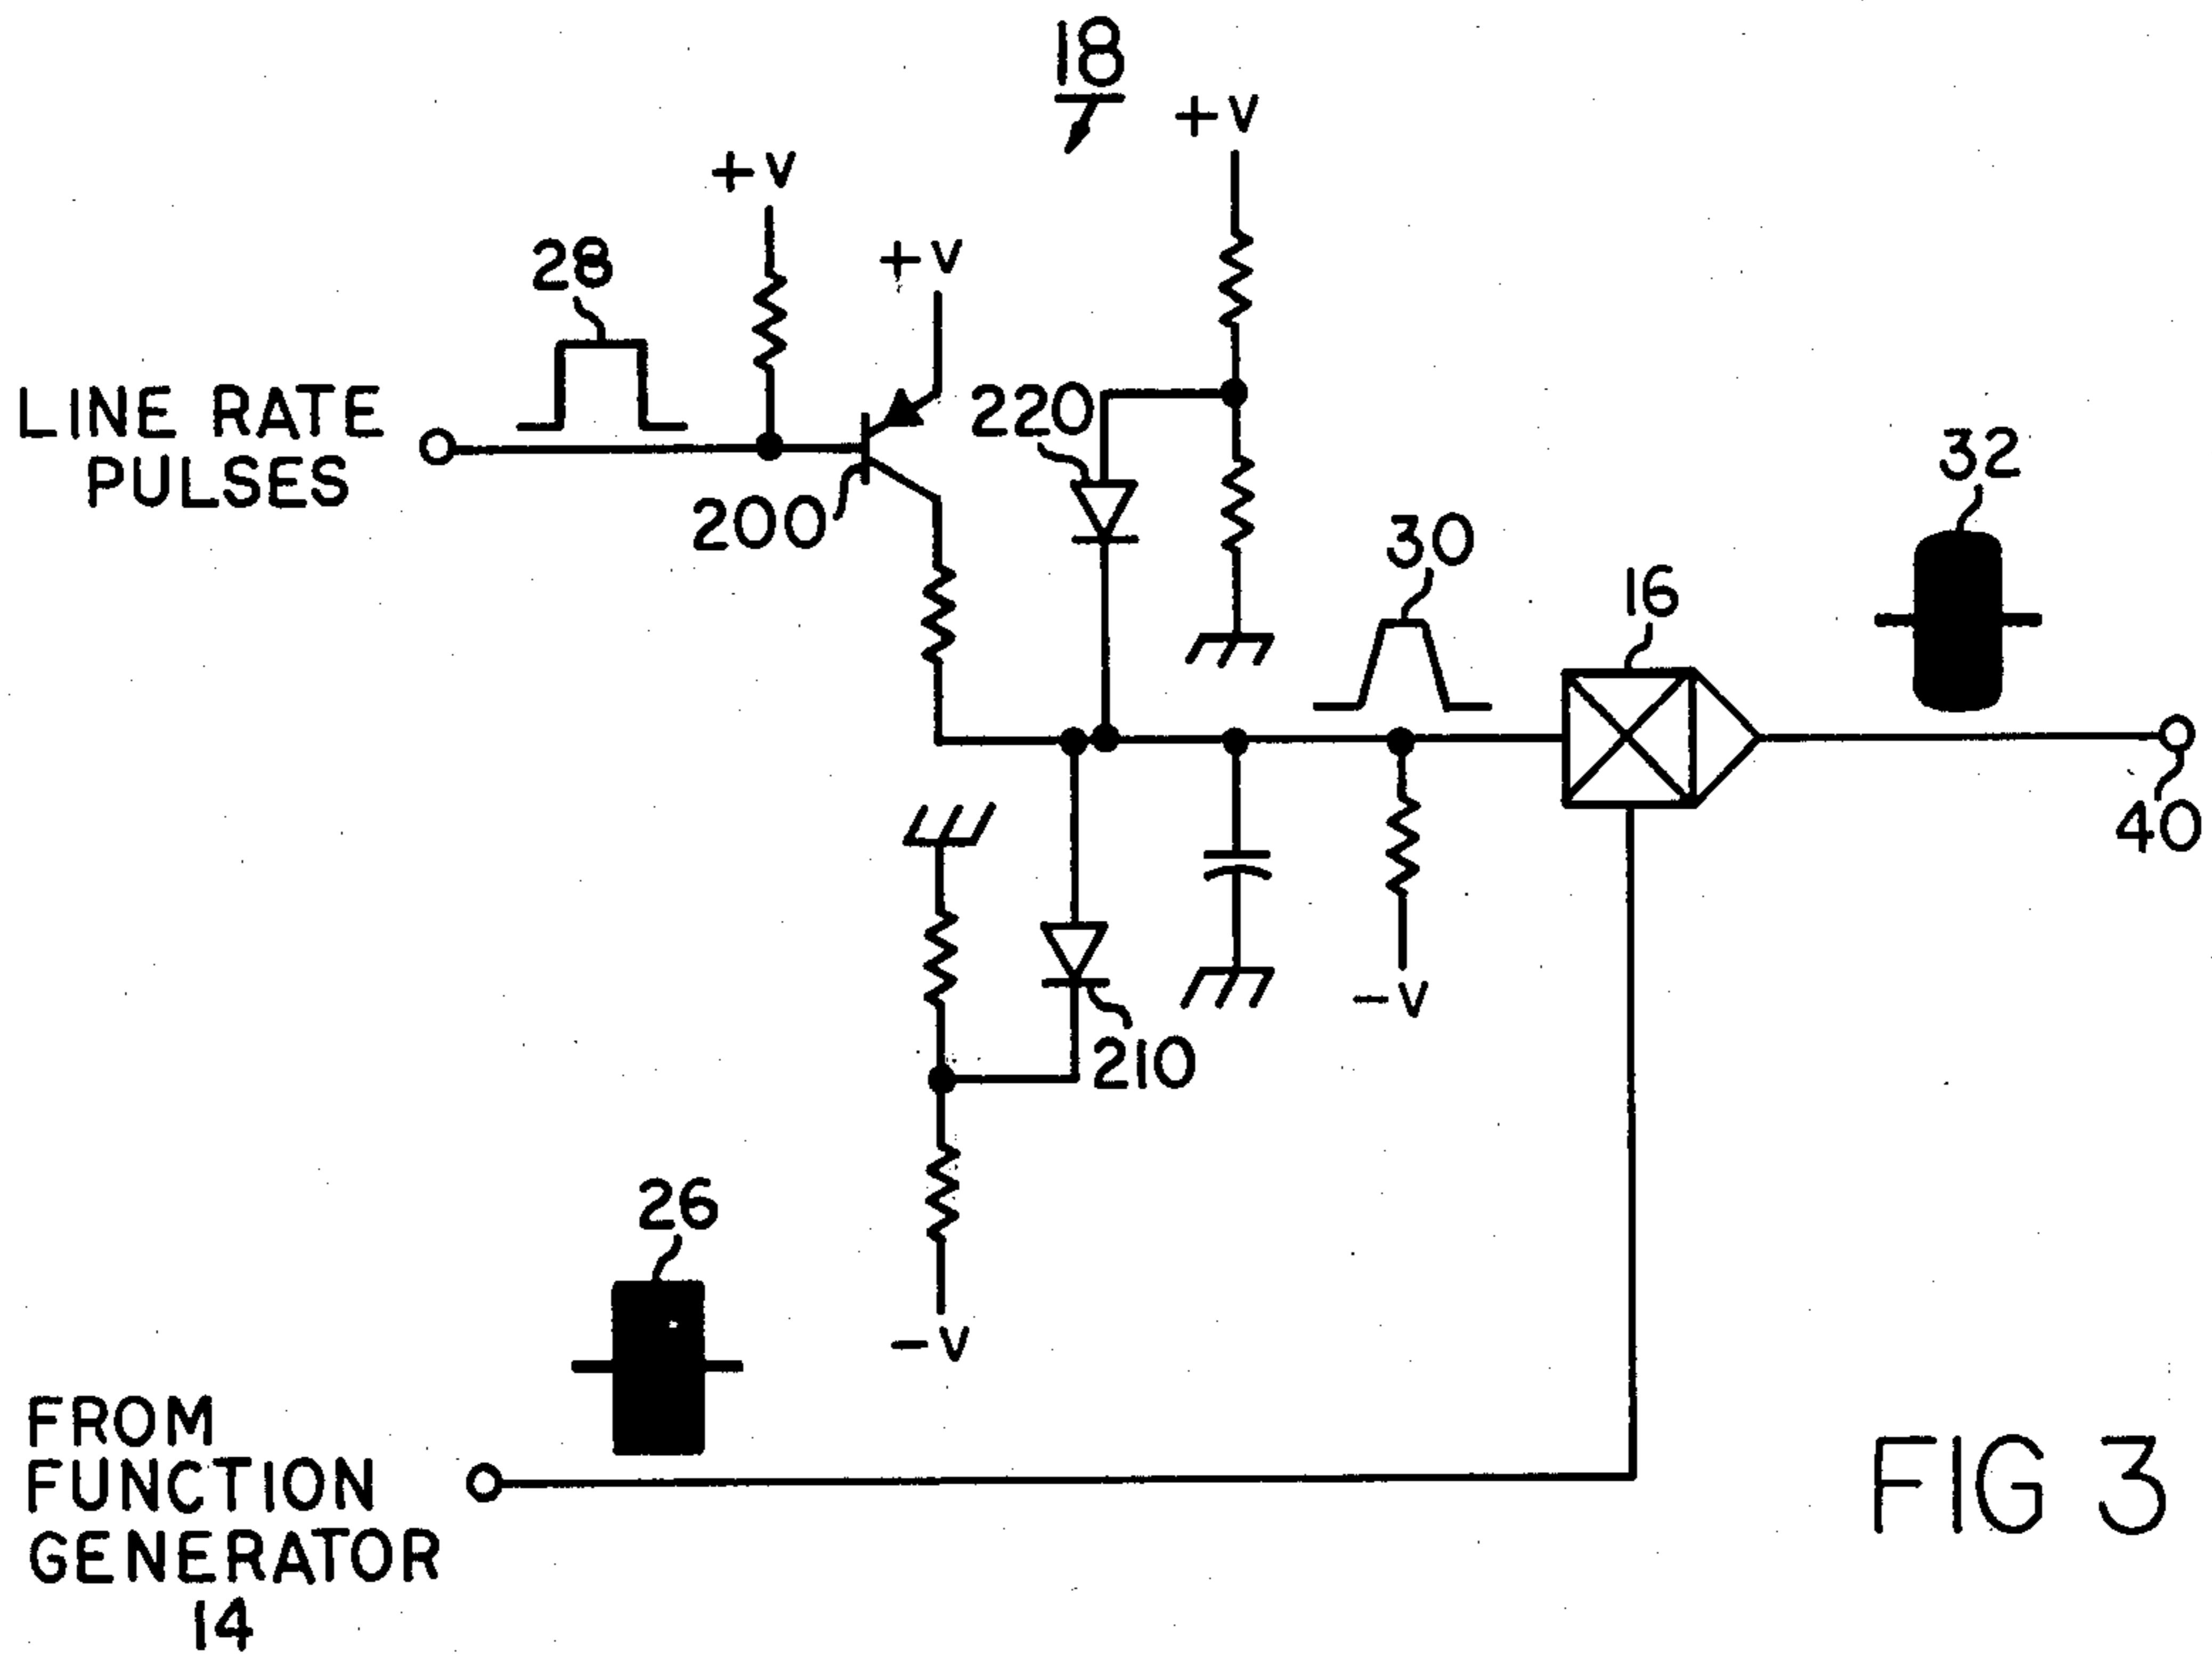 18
+V
+V
28
+V
LINE RATE
PULSES
220
200
32
30
16
40
-V
210
26
-V
FROM
FUNCTION
GENERATOR
14
FIG 3